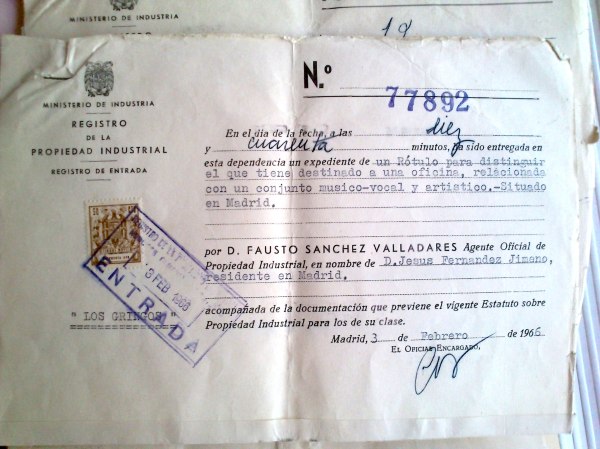 MINISTERIO DE INDUSTRIA
19
MINISTERIO DE INDUSTRIA
REGISTRO
DE LA
PROPIEDAD INDUSTRIAL
REGISTRO DE ENTRADA
N.º
77892
En el día de la fecha, a las diez
y cuarenta minutos, ha sido entregada en
esta dependencia un expediente de un Rótulo para distinguir
el que tiene destinado a una oficina, relacionada
con un conjunto musico-vocal y artistico.-Situado
en Madrid.
por D. FAUSTO SANCHEZ VALLADARES Agente Oficial de
Propiedad Industrial, en nombre de D.Jesus Fernandez Jimeno,
residente en Madrid.
acompañada de la documentación que previene el vigente Estatuto sobre
Propiedad Industrial para los de su clase.
Madrid, 3 de Febrero de 1966
EL OFICIAL ENCARGADO,
3 FEB 1966
ENTRADA
" LOS GRINGOS "